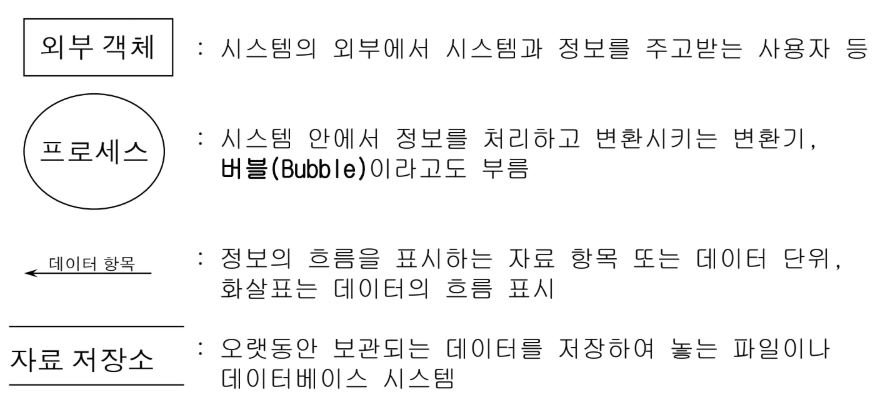 외부 객체 : 시스템의 외부에서 시스템과 정보를 주고받는 사용자 등
프로세스 : 시스템 안에서 정보를 처리하고 변환시키는 변환기,
버블(Bubble)이라고도 부름
데이터 항목 : 정보의 흐름을 표시하는 자료 항목 또는 데이터 단위,
화살표는 데이터의 흐름 표시
자료 저장소 : 오랫동안 보관되는 데이터를 저장하여 놓는 파일이나
데이터베이스 시스템